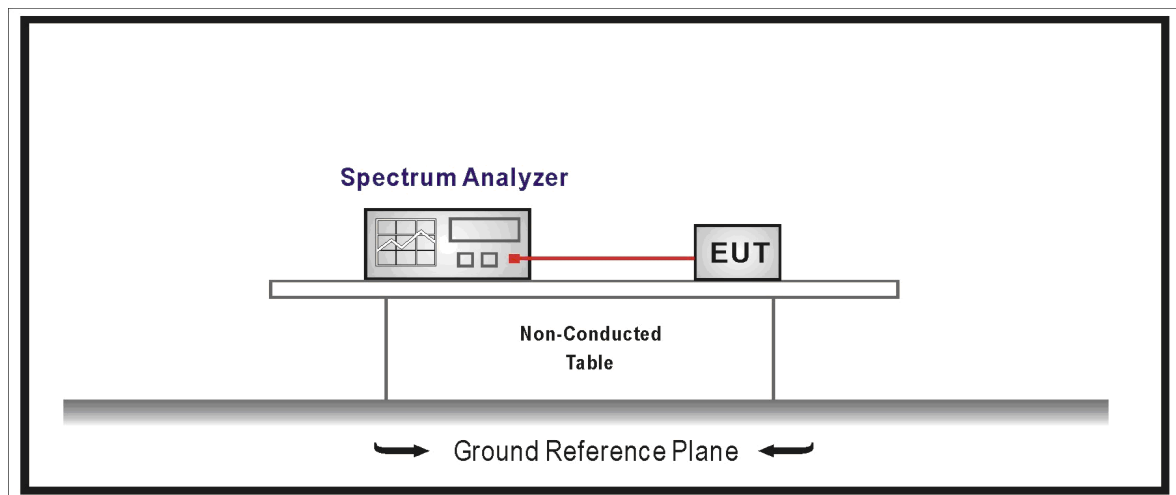 Spectrum Analyzer
EUT
Non-Conducted
Table
Ground Reference Plane